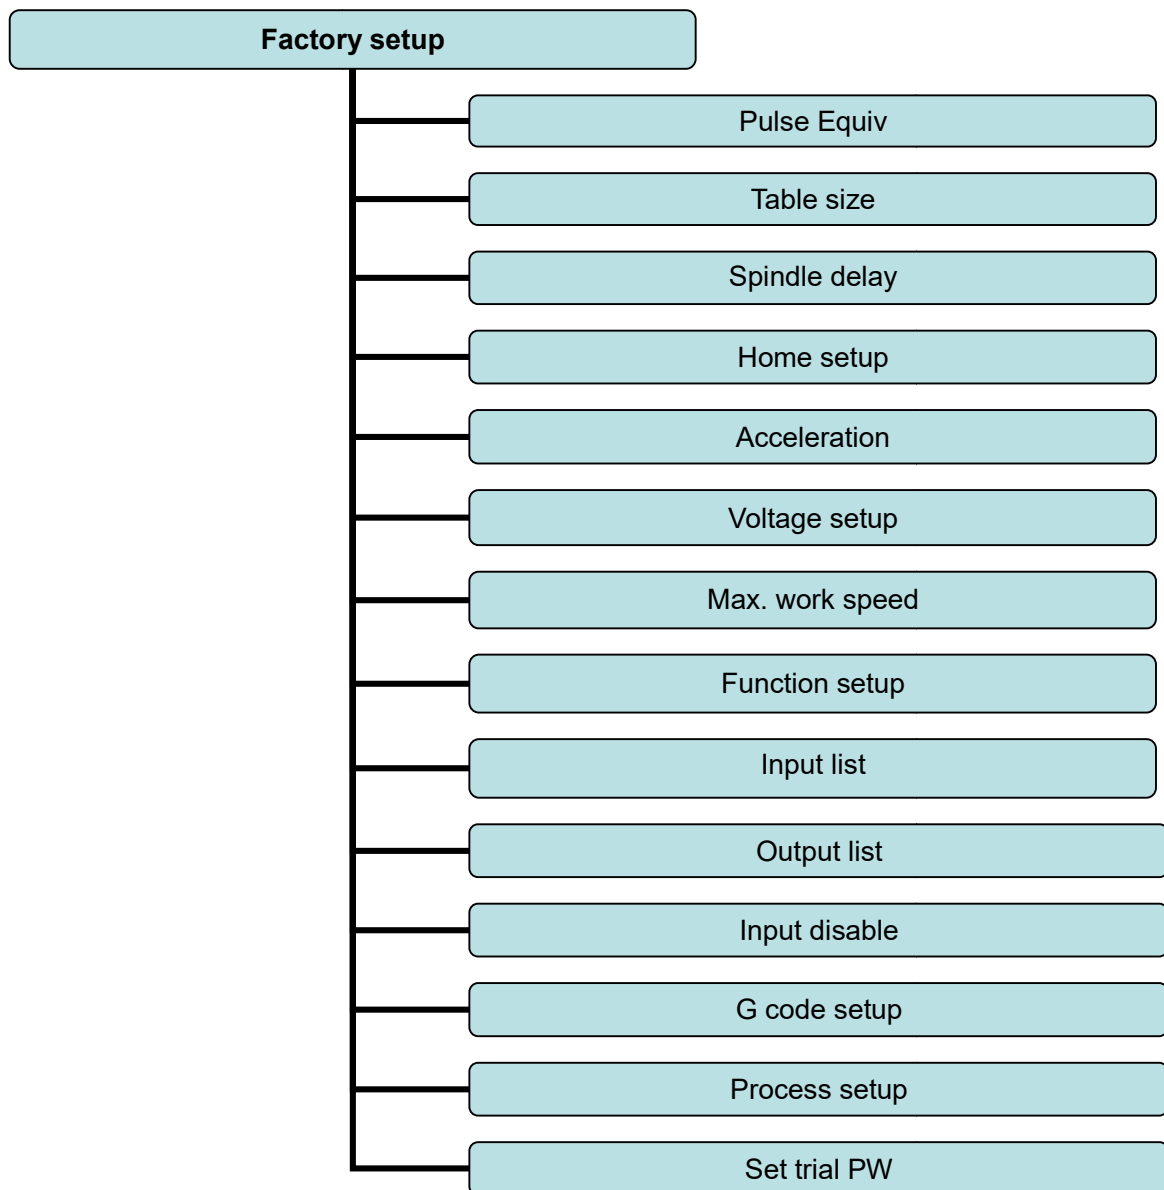 Factory setup
Pulse Equiv
Table size
Spindle delay
Home setup
Acceleration
Voltage setup
Max. work speed
Function setup
Input list
Output list
Input disable
G code setup
Process setup
Set trial PW